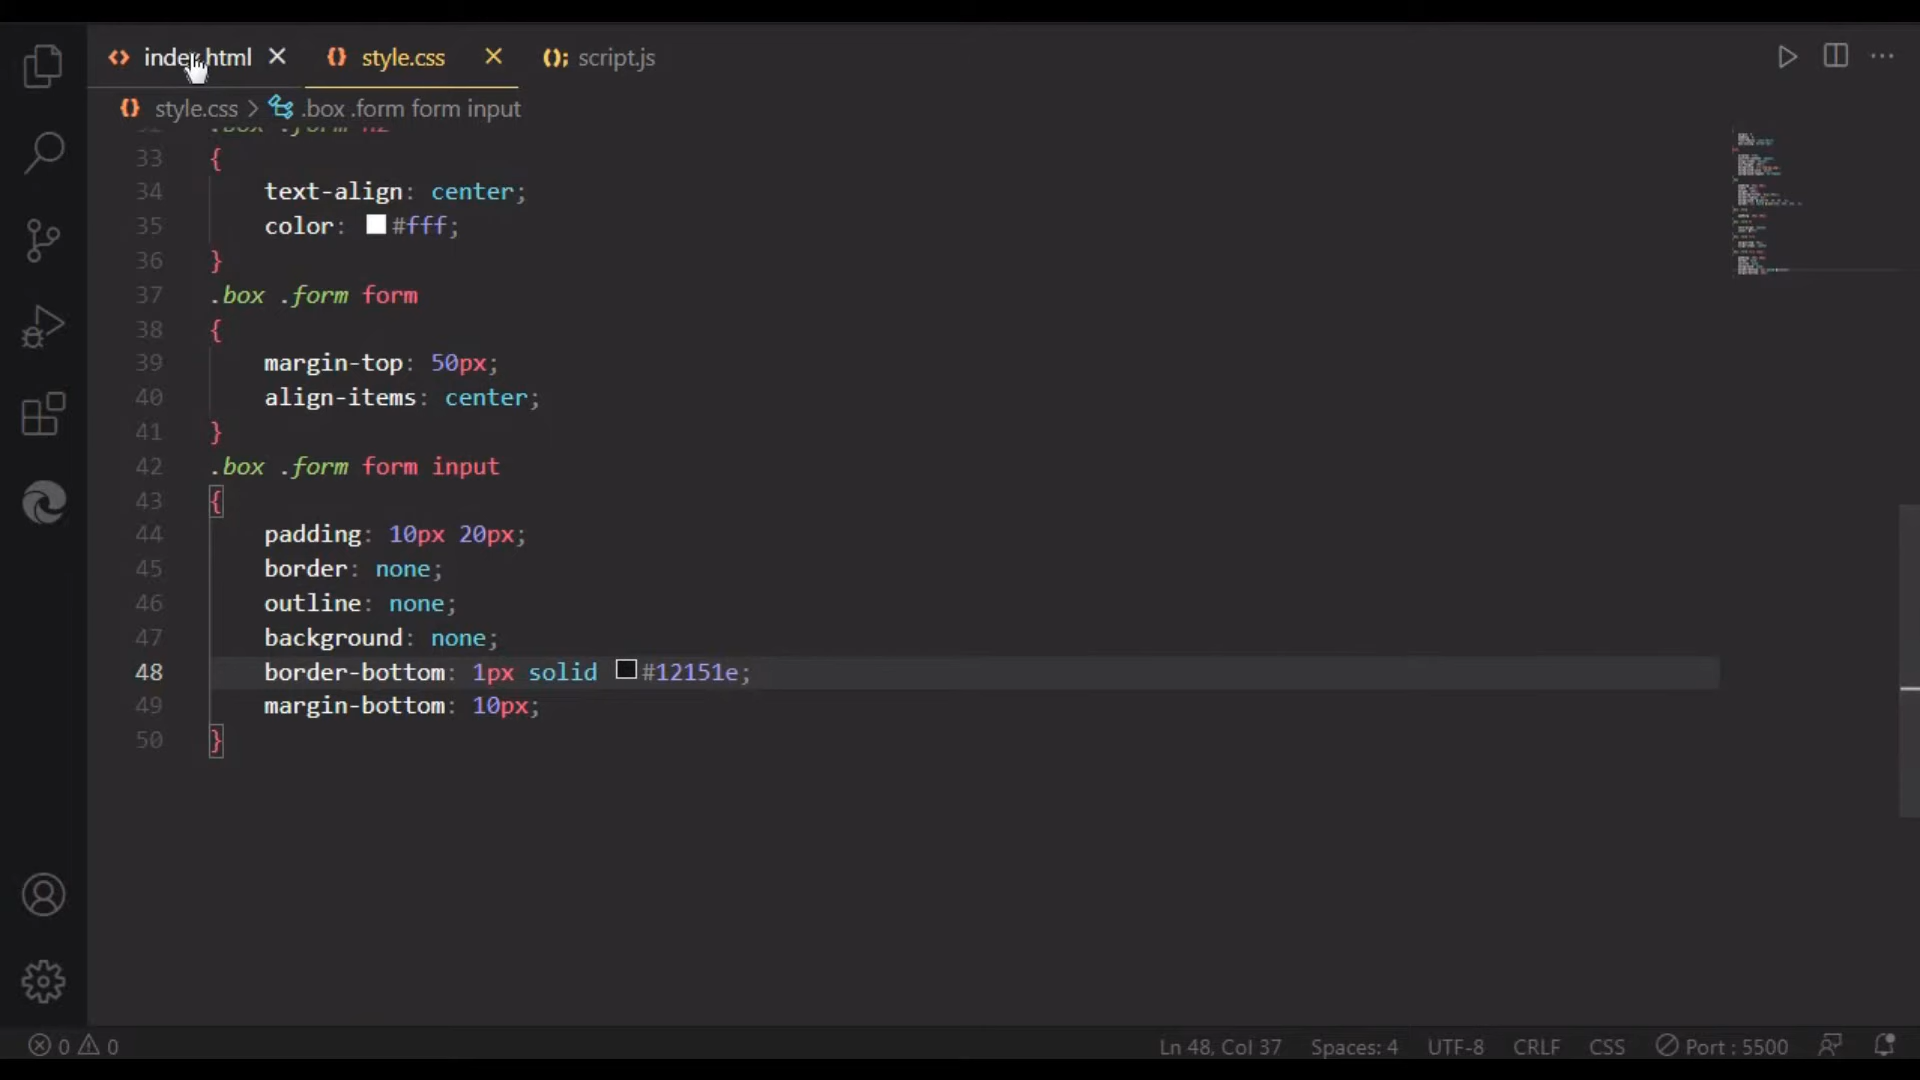 index.html
style.css
script.js
style.css > .box .form form input
.box .form h2
33 {
34 text-align: center;
35 color: #fff;
36 }
37 .box .form form
38 {
39 margin-top: 50px;
40 align-items: center;
41 }
42 .box .form form input
43 {
44 padding: 10px 20px;
45 border: none;
46 outline: none;
47 background: none;
48 border-bottom: 1px solid #12151e;
49 margin-bottom: 10px;
50 }
0 0 Ln 48, Col 37 Spaces: 4 UTF-8 CRLF CSS Port : 5500